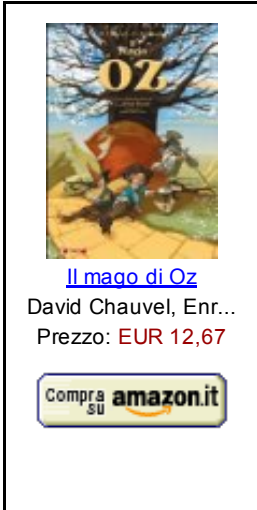 OZ
Il mago di Oz
David Chauvel, Enr...
Prezzo: EUR 12,67
Compra
su amazon.it